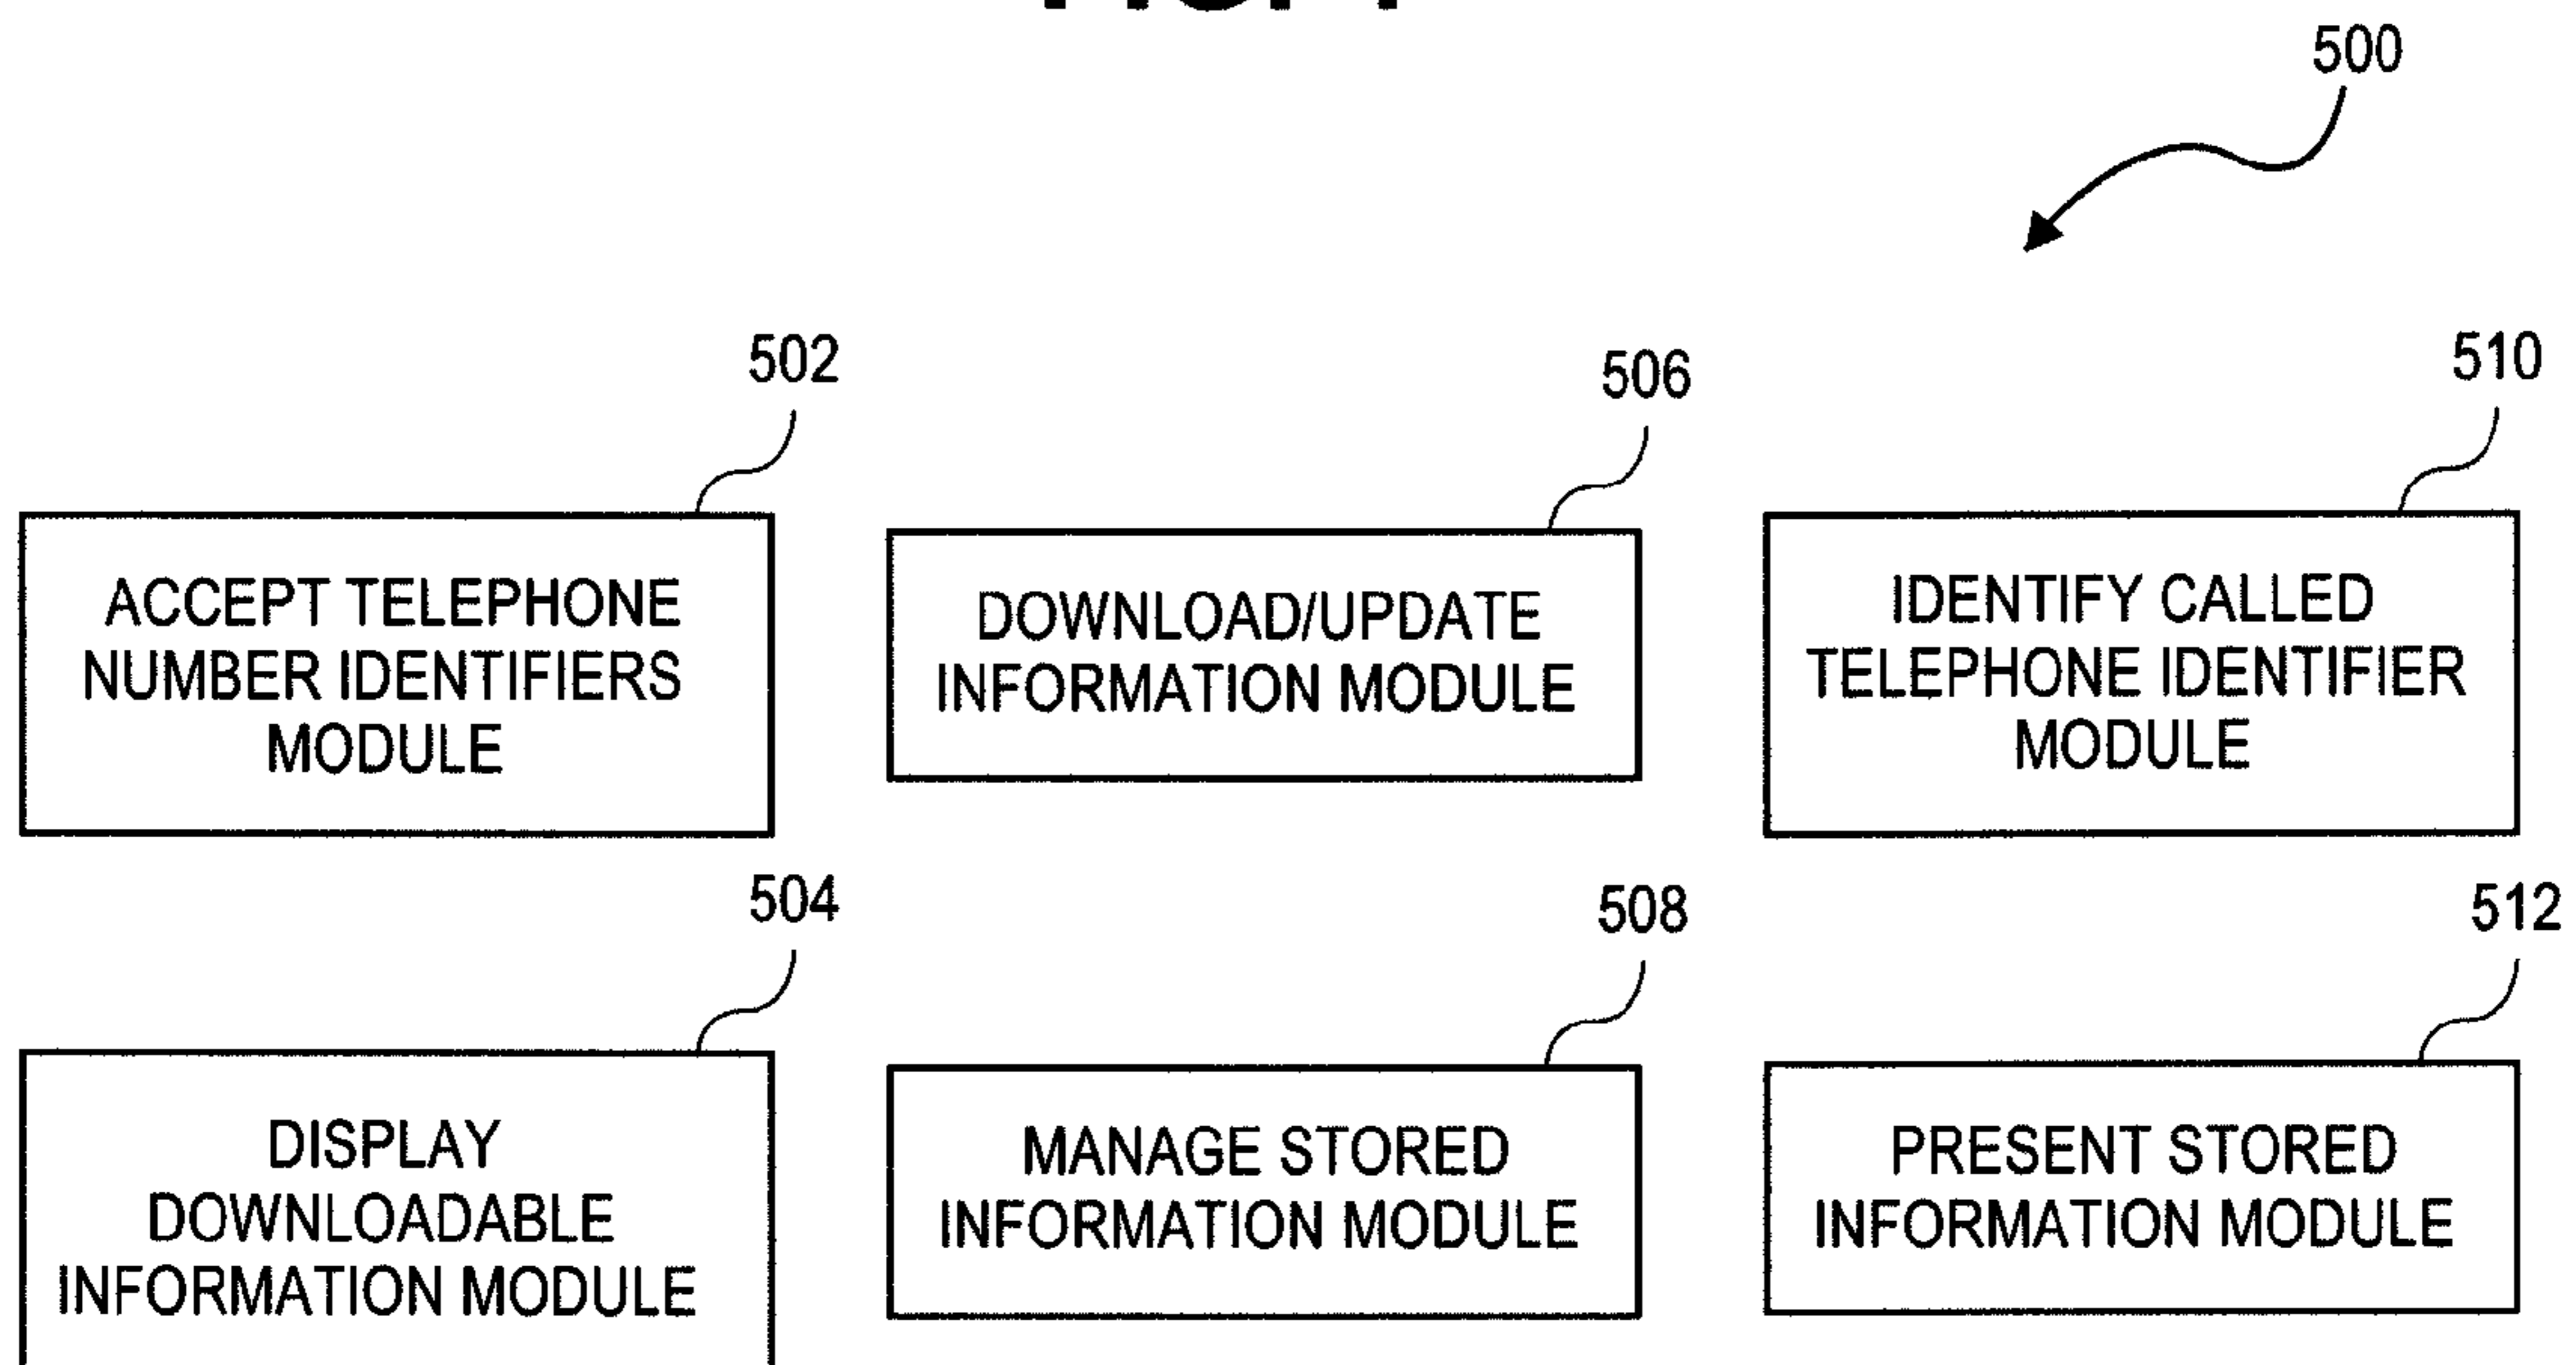 500
502
506
510
ACCEPT TELEPHONE
NUMBER IDENTIFIERS
MODULE
DOWNLOAD/UPDATE
INFORMATION MODULE
IDENTIFY CALLED
TELEPHONE IDENTIFIER
MODULE
504
508
512
DISPLAY
DOWNLOADABLE
INFORMATION MODULE
MANAGE STORED
INFORMATION MODULE
PRESENT STORED
INFORMATION MODULE